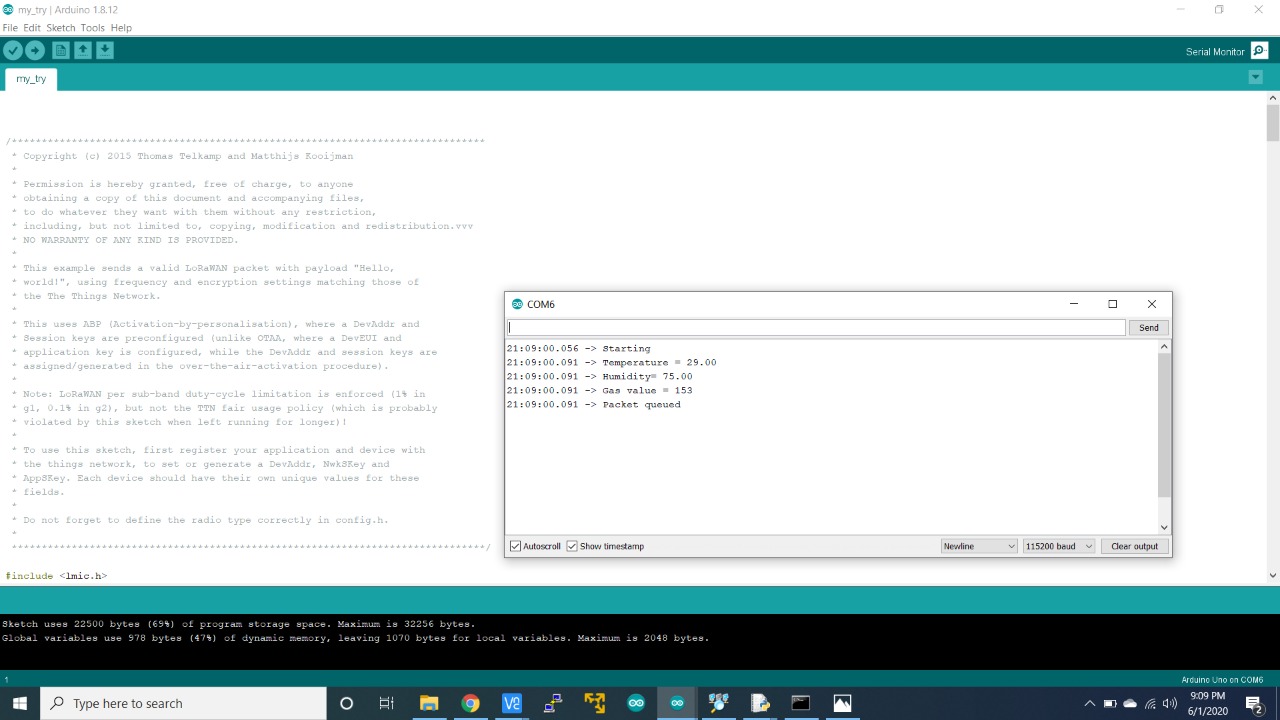 my_try | Arduino 1.8.12
File Edit Sketch Tools Help
Serial Monitor
my_try
/*******************************************************************************
* Copyright (c) 2015 Thomas Telkamp and Matthijs Kooijman
*
* Permission is hereby granted, free of charge, to anyone
* obtaining a copy of this document and accompanying files,
* to do whatever they want with them without any restriction,
* including, but not limited to, copying, modification and redistribution.vvv
* NO WARRANTY OF ANY KIND IS PROVIDED.
*
* This example sends a valid LoRaWAN packet with payload "Hello,
* world!", using frequency and encryption settings matching those of
* the The Things Network.
*
* This uses ABP (Activation-by-personalisation), where a DevAddr and
* Session keys are preconfigured (unlike OTAA, where a DevEUI and
* application key is configured, while the DevAddr and session keys are
* assigned/generated in the over-the-air-activation procedure).
*
* Note: LoRaWAN per sub-band duty-cycle limitation is enforced (1% in
* g1, 0.1% in g2), but not the TTN fair usage policy (which is probably
* violated by this sketch when left running for longer)!
*
* To use this sketch, first register your application and device with
* the things network, to set or generate a DevAddr, NwkSKey and
* AppSKey. Each device should have their own unique values for these
* fields.
*
* Do not forget to define the radio type correctly in config.h.
*
*******************************************************************************/
#include <lmic.h>
COM6
Send
21:09:00.056 -> Starting
21:09:00.091 -> Temperature = 29.00
21:09:00.091 -> Humidity= 75.00
21:09:00.091 -> Gas value = 153
21:09:00.091 -> Packet queued
Autoscroll Show timestamp Newline 115200 baud Clear output
Sketch uses 22500 bytes (69%) of program storage space. Maximum is 32256 bytes.
Global variables use 978 bytes (47%) of dynamic memory, leaving 1070 bytes for local variables. Maximum is 2048 bytes.
1 Arduino Uno on COM6
Type here to search
9:09 PM
6/1/2020
2